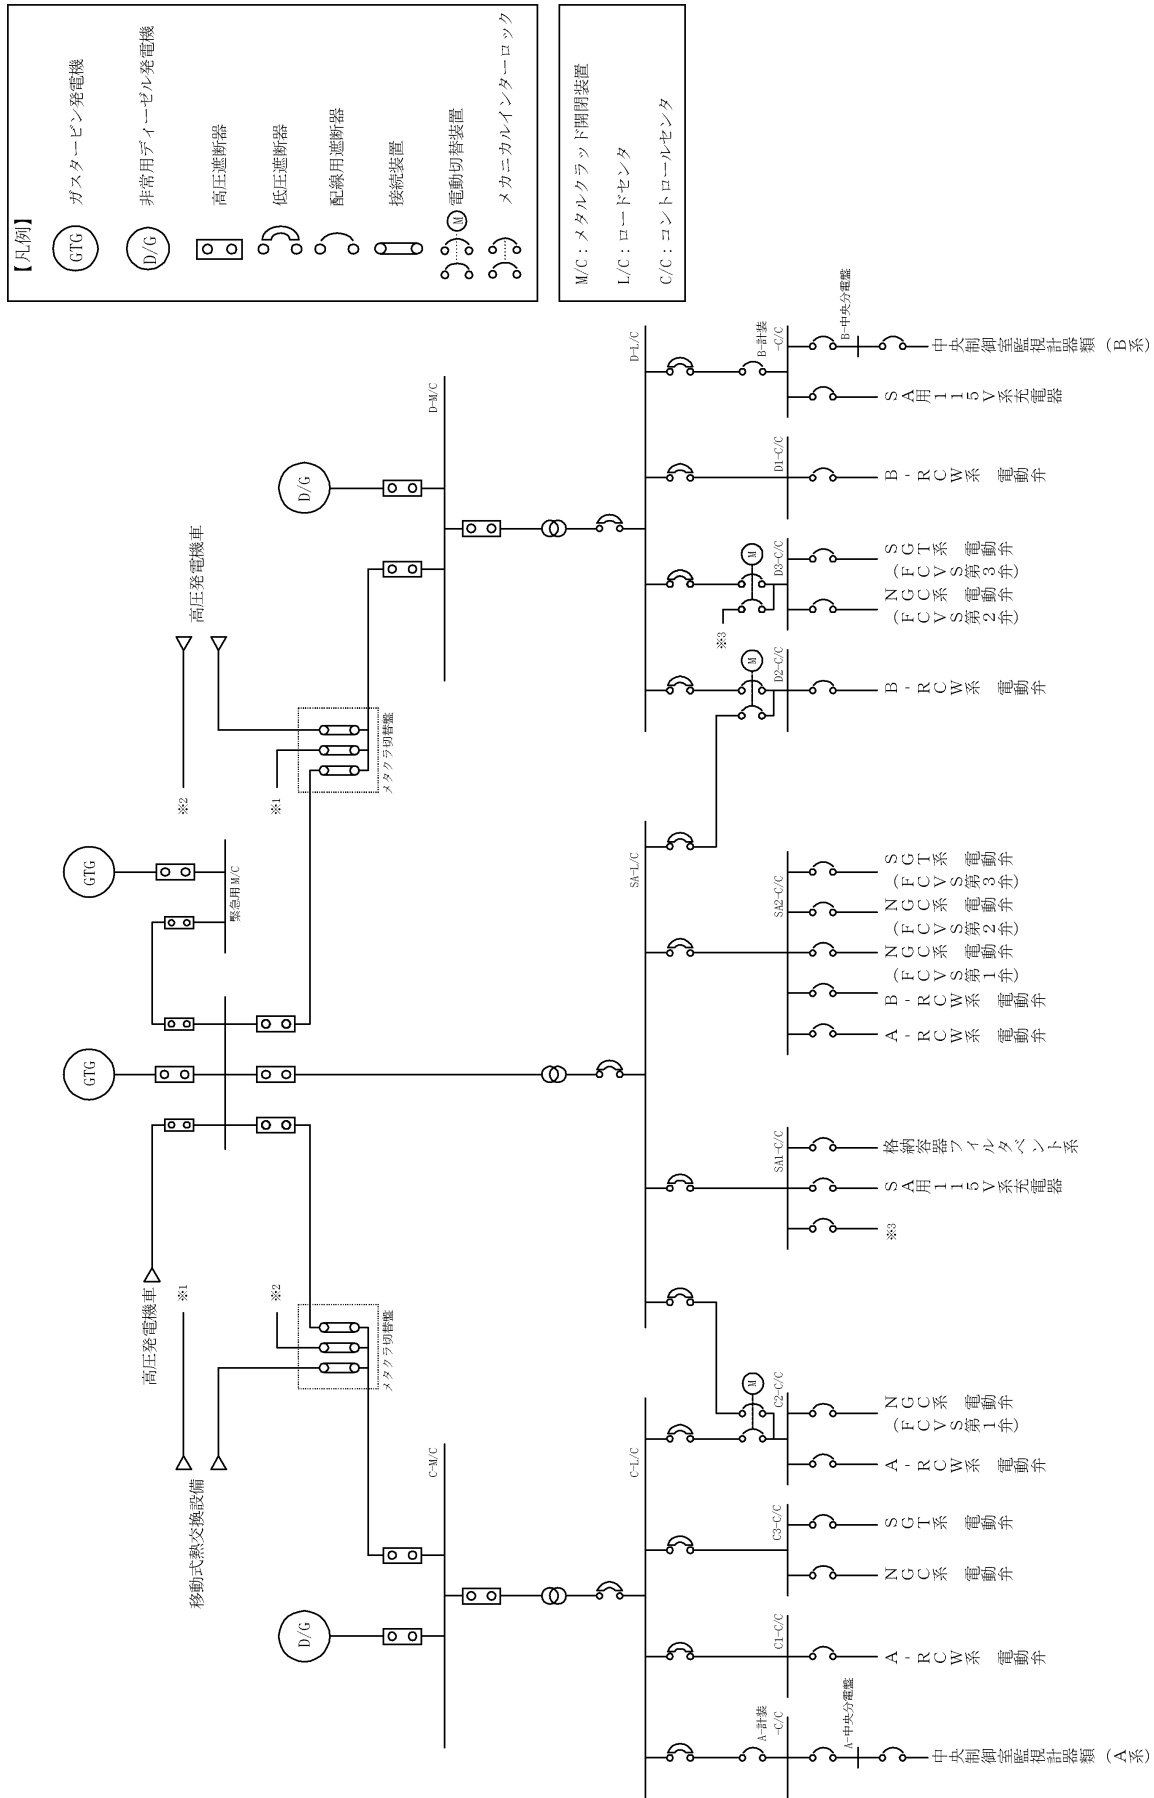 【凡例】
GTG
ガスタービン発電機
D/G
非常用ディーゼル発電機
高圧遮断器
低圧遮断器
配線用遮断器
接続装置
M
電動切替装置
メカニカルインターロック
M/C：メタルクラッド開閉装置
L/C：ロードセンタ
C/C：コントロールセンタ
高圧発電機車
※1
移動式熱交換設備
※2
メタクラ切替盤
GTG
GTG
緊急用M/C
高圧発電機車
※2
※1
メタクラ切替盤
D/G
C-M/C
D/G
D-M/C
C-L/C
SA-L/C
D-L/C
A-計装
-C/C
A-中央分電盤
中央制御室監視計器類（A系）
C1-C/C
A-RCW系 電動弁
C3-C/C
NGC系 電動弁
SGT系 電動弁
M
C2-C/C
A-RCW系 電動弁
NGC系 電動弁
（FCVS第1弁）
SA1-C/C
※3
SA用115V系充電器
格納容器フィルタベント系
SA2-C/C
A-RCW系 電動弁
B-RCW系 電動弁
NGC系 電動弁
（FCVS第1弁）
NGC系 電動弁
（FCVS第2弁）
SGT系 電動弁
（FCVS第3弁）
M
D2-C/C
B-RCW系 電動弁
※3
M
D3-C/C
NGC系 電動弁
（FCVS第2弁）
SGT系 電動弁
（FCVS第3弁）
D1-C/C
B-RCW系 電動弁
B-計装
-C/C
SA用115V系充電器
B-中央分電盤
中央制御室監視計器類（B系）